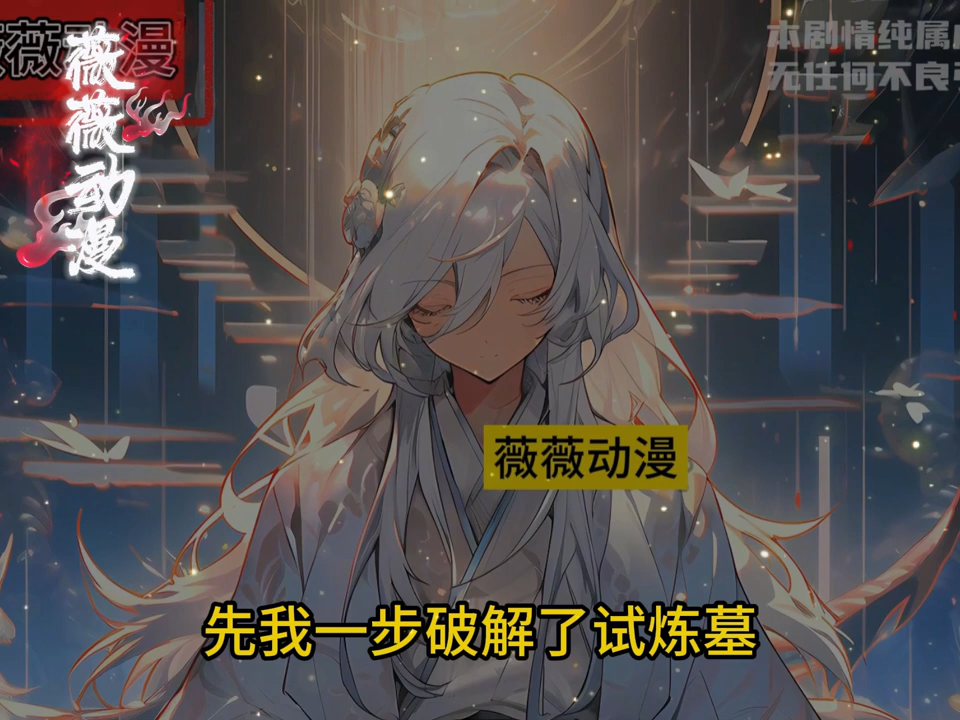 薇薇动漫
薇薇动漫
本剧情纯属
无任何不良
薇薇动漫
先我一步破解了试炼墓